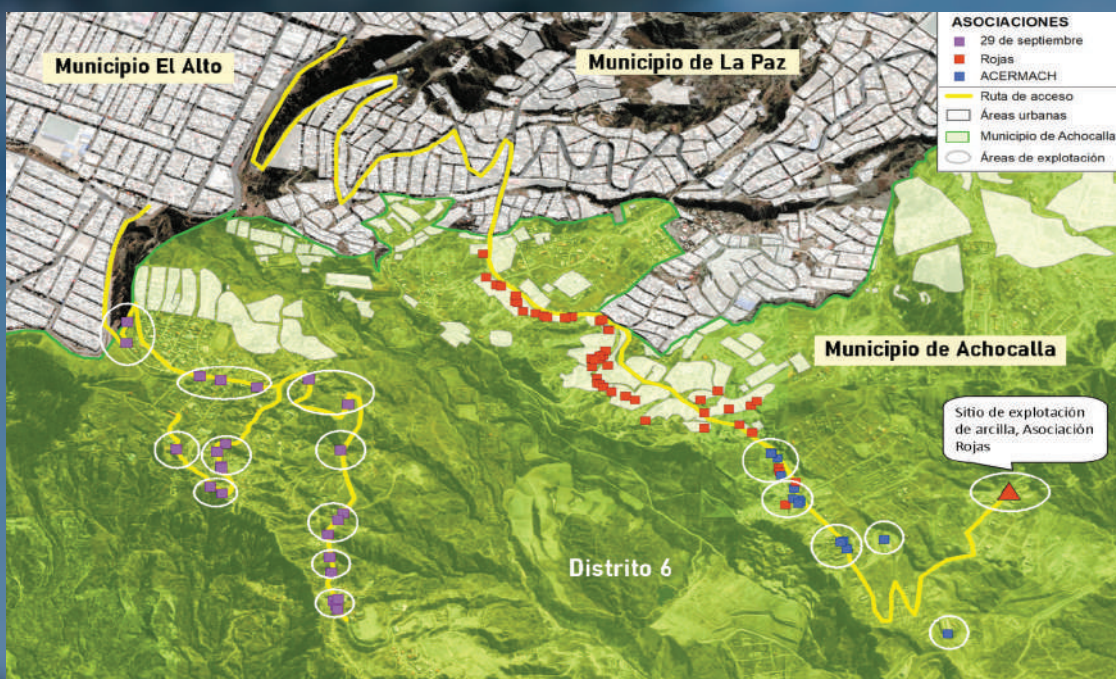 Municipio El Alto
Municipio de La Paz
ASOCIACIONES
29 de septiembre
Rojas
ACERMACH
Ruta de acceso
Áreas urbanas
Municipio de Achocalla
Áreas de explotación
Municipio de Achocalla
Sitio de explotación
de arcilla, Asociación
Rojas
Distrito 6